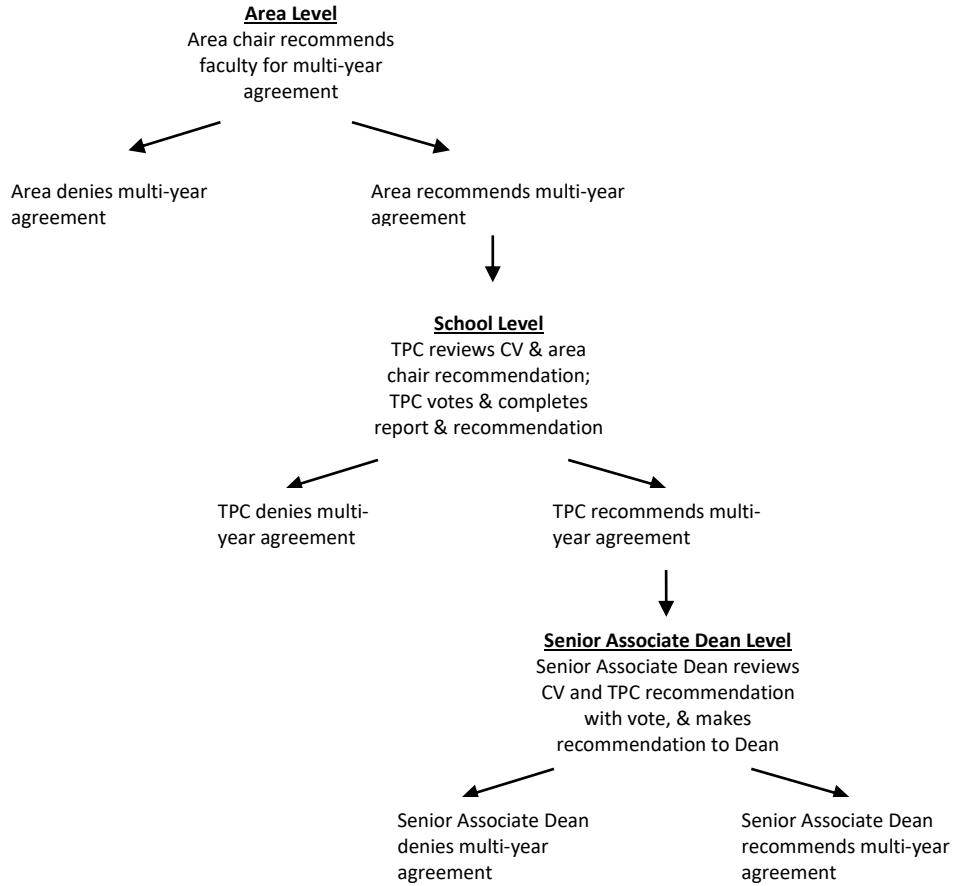 Area Level
Area chair recommends
faculty for multi-year
agreement
Area denies multi-year
agreement
Area recommends multi-year
agreement
School Level
TPC reviews CV & area
chair recommendation;
TPC votes & completes
report & recommendation
TPC denies multi-
year agreement
TPC recommends multi-
year agreement
Senior Associate Dean Level
Senior Associate Dean reviews
CV and TPC recommendation
with vote, & makes
recommendation to Dean
Senior Associate Dean
denies multi-year
agreement
Senior Associate Dean
recommends multi-year
agreement